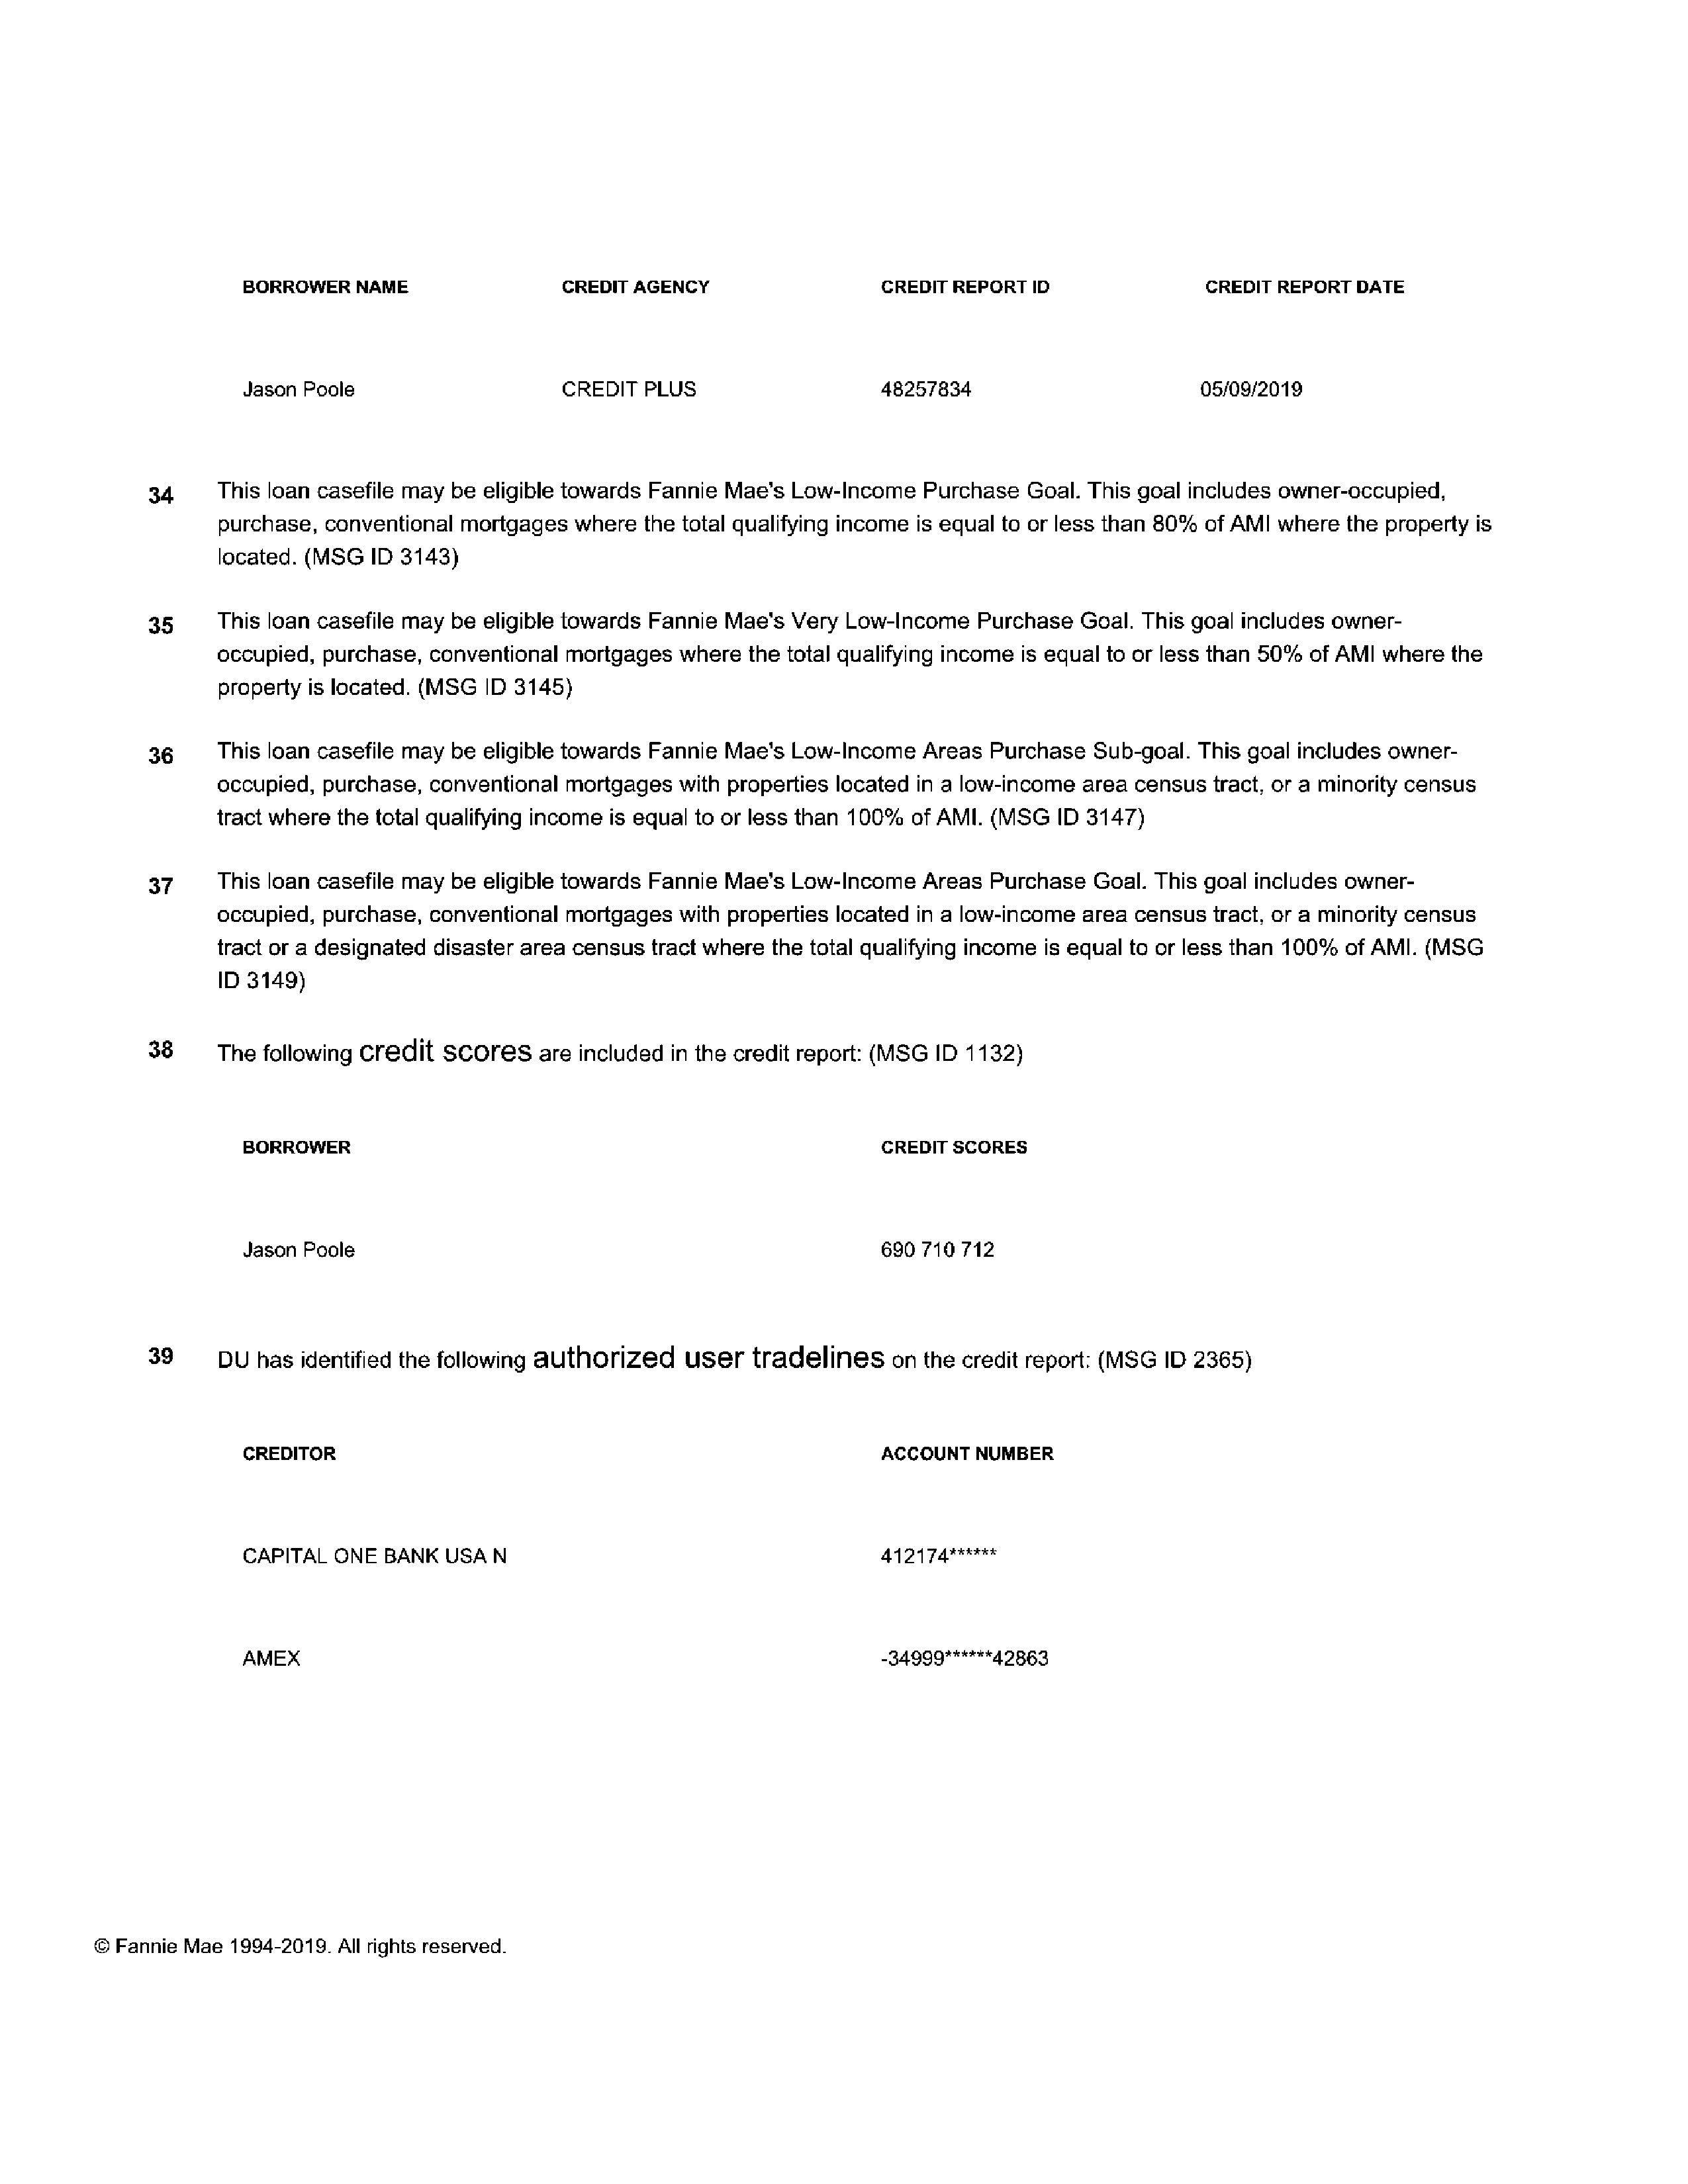 BORROWER NAME CREDIT AGENCY CREDIT REPORT ID CREDIT REPORT DATE
Jason Poole CREDIT PLUS 48257834 05/09/2019
34 This loan casefile may be eligible towards Fannie Mae's Low-Income Purchase Goal. This goal includes owner-occupied,
purchase, conventional mortgages where the total qualifying income is equal to or less than 80% of AMI where the property is
located. (MSG ID 3143)
35 This loan casefile may be eligible towards Fannie Mae's Very Low-Income Purchase Goal. This goal includes owner-
occupied, purchase, conventional mortgages where the total qualifying income is equal to or less than 50% of AMI where the
property is located. (MSG ID 3145)
36 This loan casefile may be eligible towards Fannie Mae's Low-Income Areas Purchase Sub-goal. This goal includes owner-
occupied, purchase, conventional mortgages with properties located in a low-income area census tract, or a minority census
tract where the total qualifying income is equal to or less than 100% of AMI. (MSG ID 3147)
37 This loan casefile may be eligible towards Fannie Mae's Low-Income Areas Purchase Goal. This goal includes owner-
occupied, purchase, conventional mortgages with properties located in a low-income area census tract, or a minority census
tract or a designated disaster area census tract where the total qualifying income is equal to or less than 100% of AMI. (MSG
ID 3149)
38 The following credit scores are included in the credit report: (MSG ID 1132)
BORROWER CREDIT SCORES
Jason Poole 690 710 712
39 DU has identified the following authorized user tradelines on the credit report: (MSG ID 2365)
CREDITOR ACCOUNT NUMBER
CAPITAL ONE BANK USA N 412174******
AMEX -34999******42863
© Fannie Mae 1994-2019. All rights reserved.